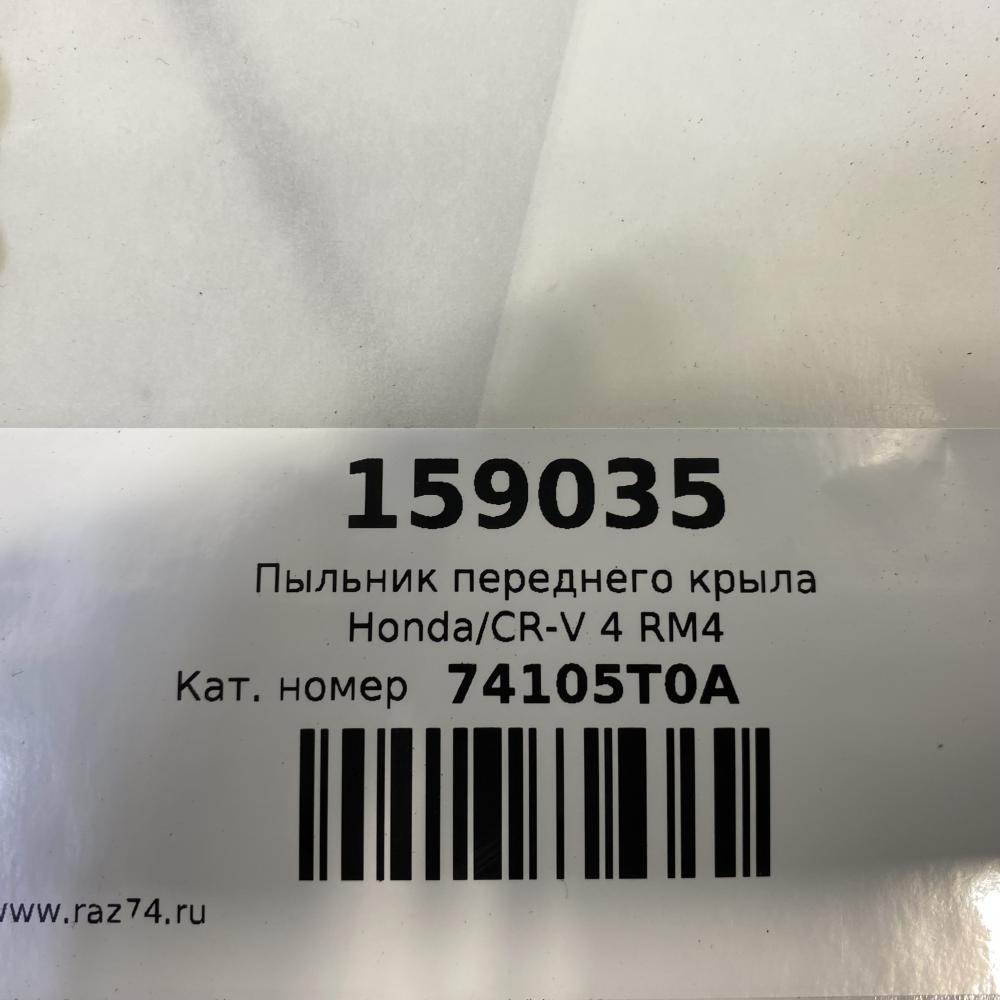 159035
Пыльник переднего крыла
Honda/CR-V 4 RM4
Кат. номер 74105T0A
www.raz74.ru